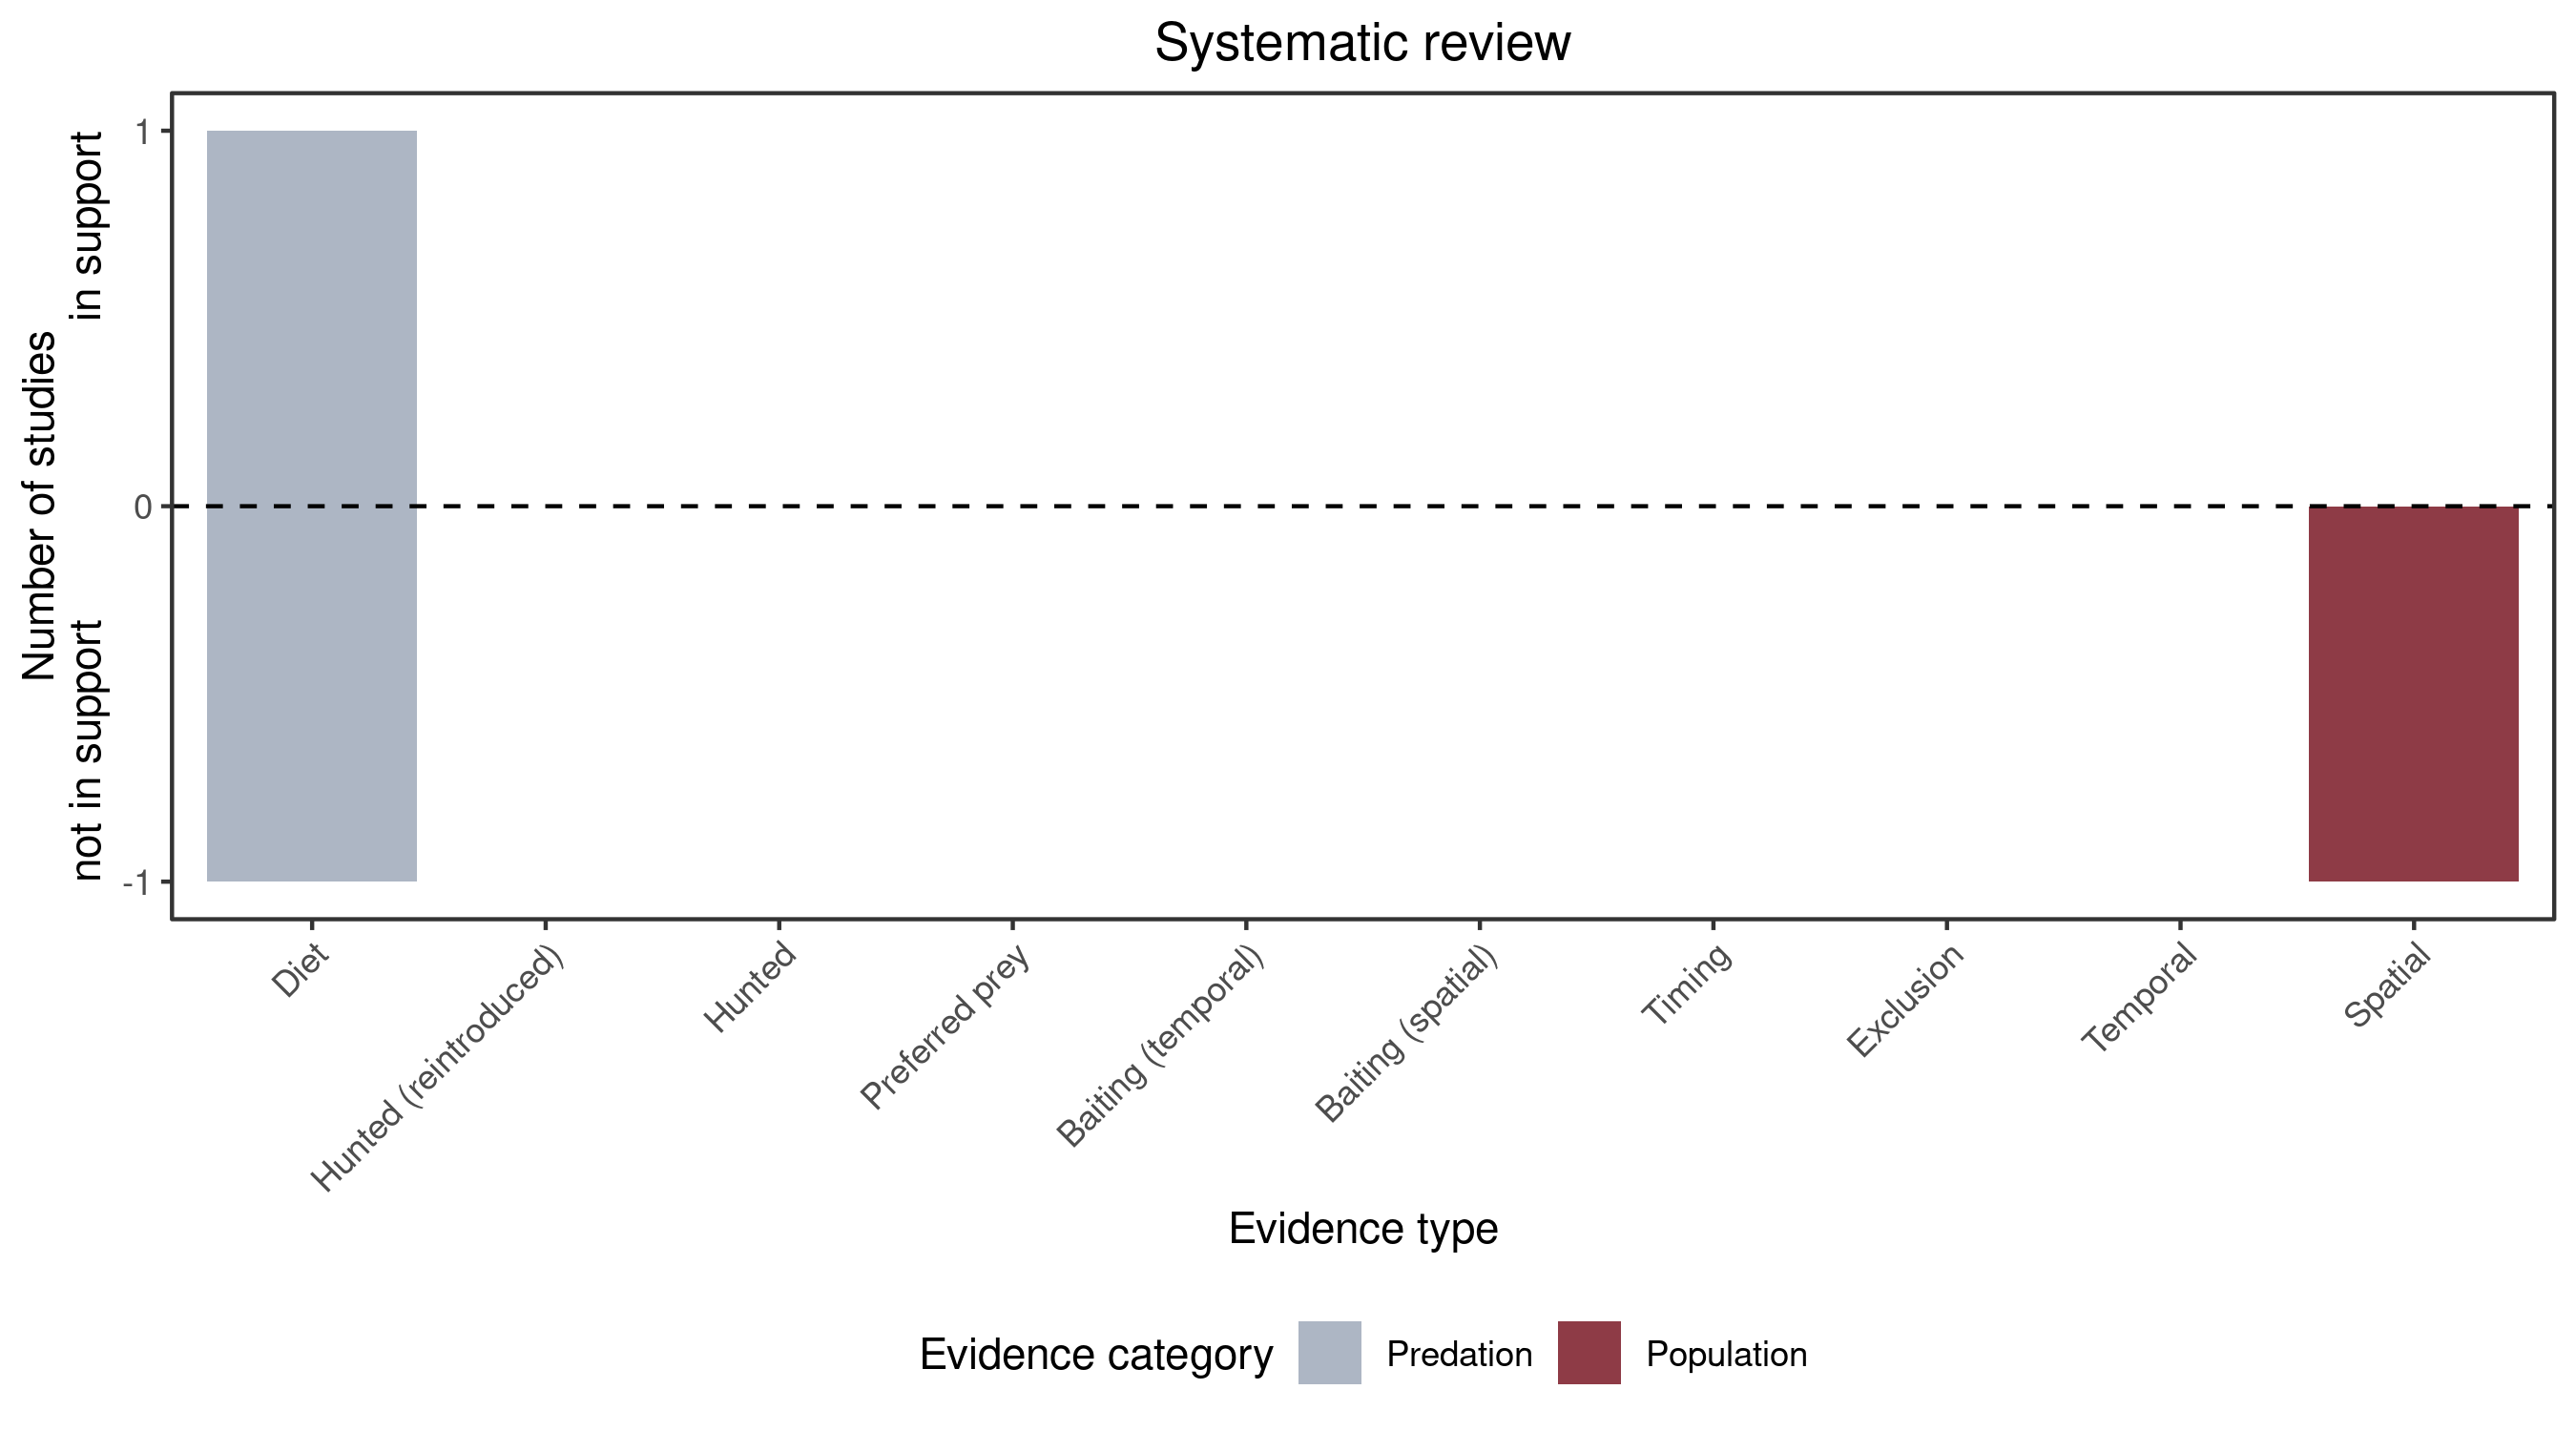 Systematic review
Number of studies
not in support in support
1
0
-1
Diet
Hunted (reintroduced)
Hunted
Preferred prey
Baiting (temporal)
Baiting (spatial)
Timing
Exclusion
Temporal
Spatial
Evidence type
Evidence category Predation Population